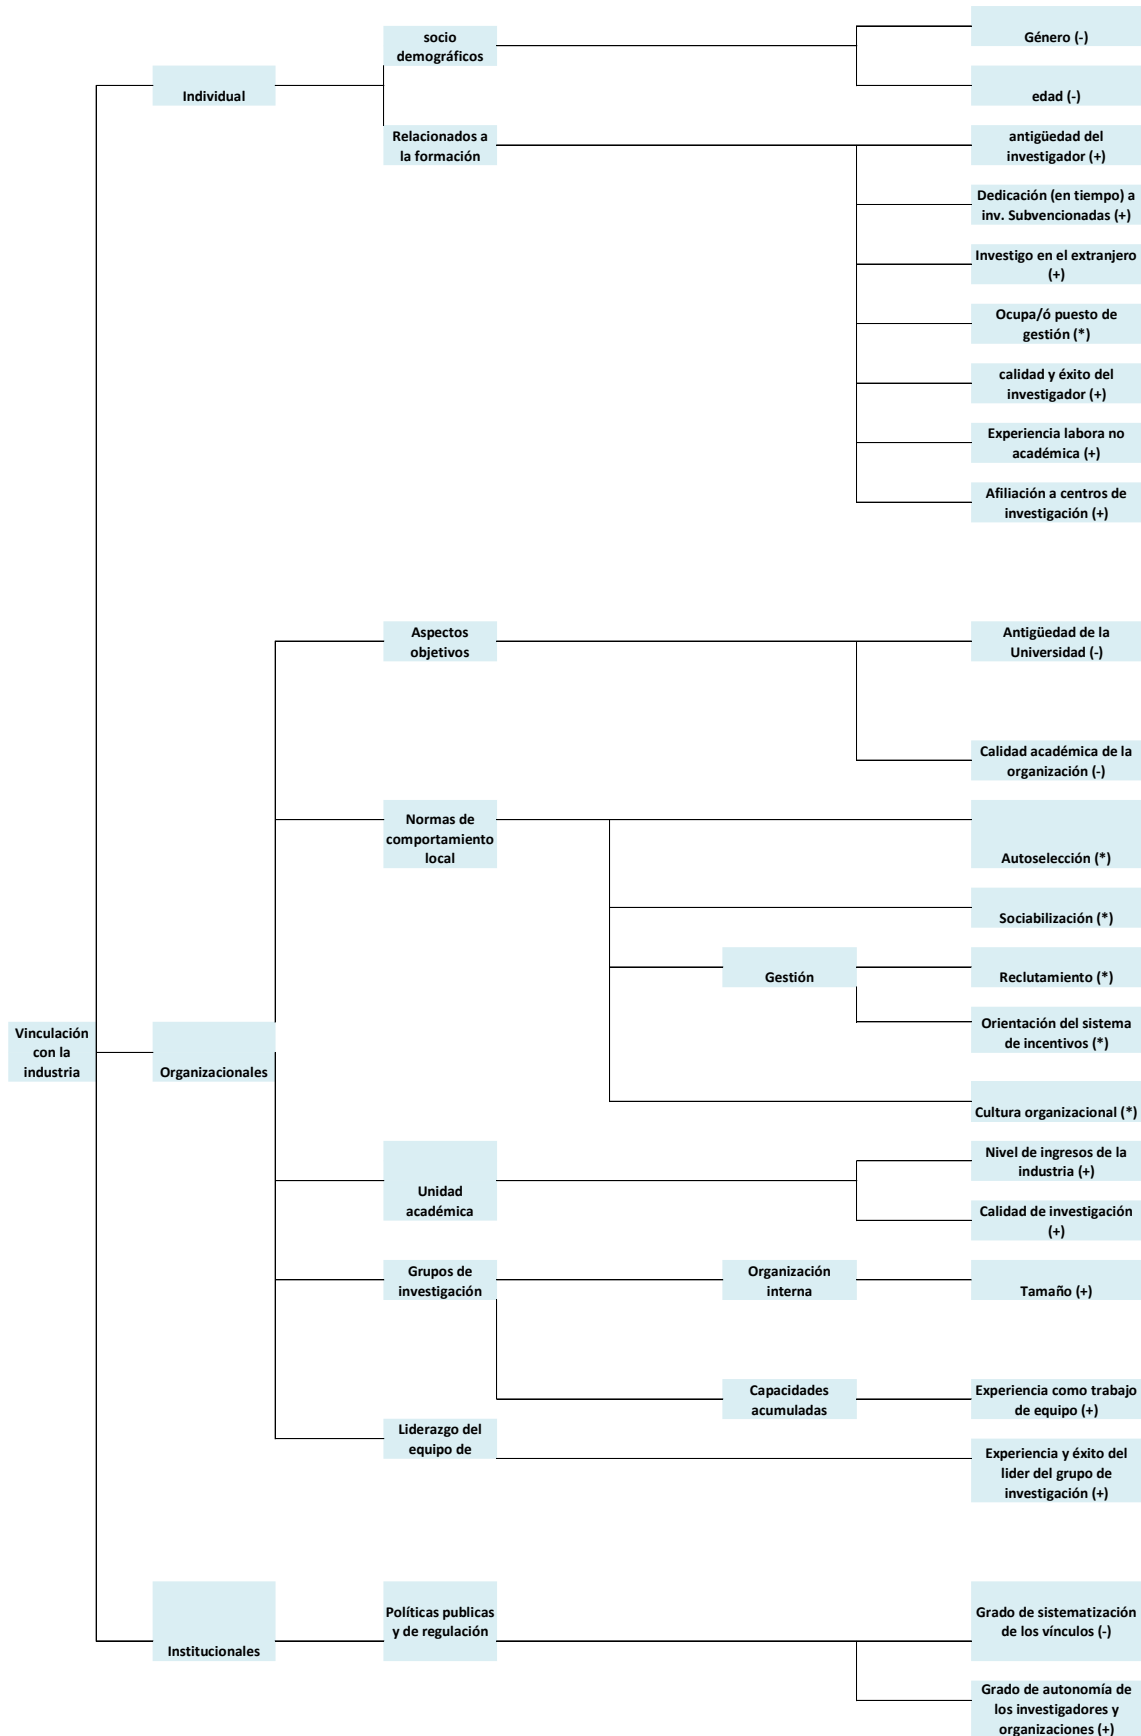 socio
demográficos
Género (-)
Individual
edad (-)
Relacionados a
la formación
antigüedad del
investigador (+)
Dedicación (en tiempo) a
inv. Subvencionadas (+)
Investigo en el extranjero
(+)
Ocupa/ó puesto de
gestión (*)
calidad y éxito del
investigador (+)
Experiencia labora no
académica (+)
Afiliación a centros de
investigación (+)
Aspectos
objetivos
Antigüedad de la
Universidad (-)
Calidad académica de la
organización (-)
Normas de
comportamiento
local
Autoselección (*)
Sociabilización (*)
Gestión
Reclutamiento (*)
Orientación del sistema
de incentivos (*)
Vinculación
con la
industria
Organizacionales
Cultura organizacional (*)
Unidad
académica
Nivel de ingresos de la
industria (+)
Calidad de investigación
(+)
Grupos de
investigación
Organización
interna
Tamaño (+)
Capacidades
acumuladas
Experiencia como trabajo
de equipo (+)
Liderazgo del
equipo de
Experiencia y éxito del
lider del grupo de
investigación (+)
Institucionales
Políticas publicas
y de regulación
Grado de sistematización
de los vínculos (-)
Grado de autonomía de
los investigadores y
organizaciones (+)